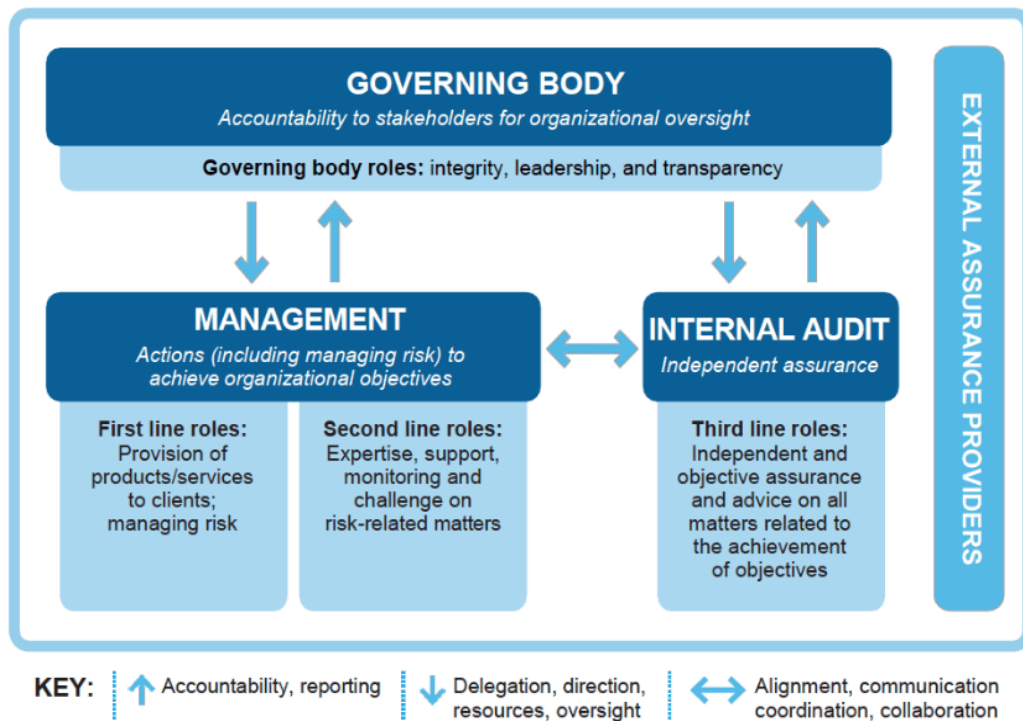 GOVERNING BODY
Accountability to stakeholders for organizational oversight
Governing body roles: integrity, leadership, and transparency
MANAGEMENT
Actions (including managing risk) to
achieve organizational objectives
First line roles:
Provision of
products/services
to clients;
managing risk
Second line roles:
Expertise, support,
monitoring and
challenge on
risk-related matters
INTERNAL AUDIT
Independent assurance
Third line roles:
Independent and
objective assurance
and advice on all
matters related to
the achievement
of objectives
EXTERNAL ASSURANCE PROVIDERS
KEY:
Accountability, reporting
Delegation, direction,
resources, oversight
Alignment, communication
coordination, collaboration